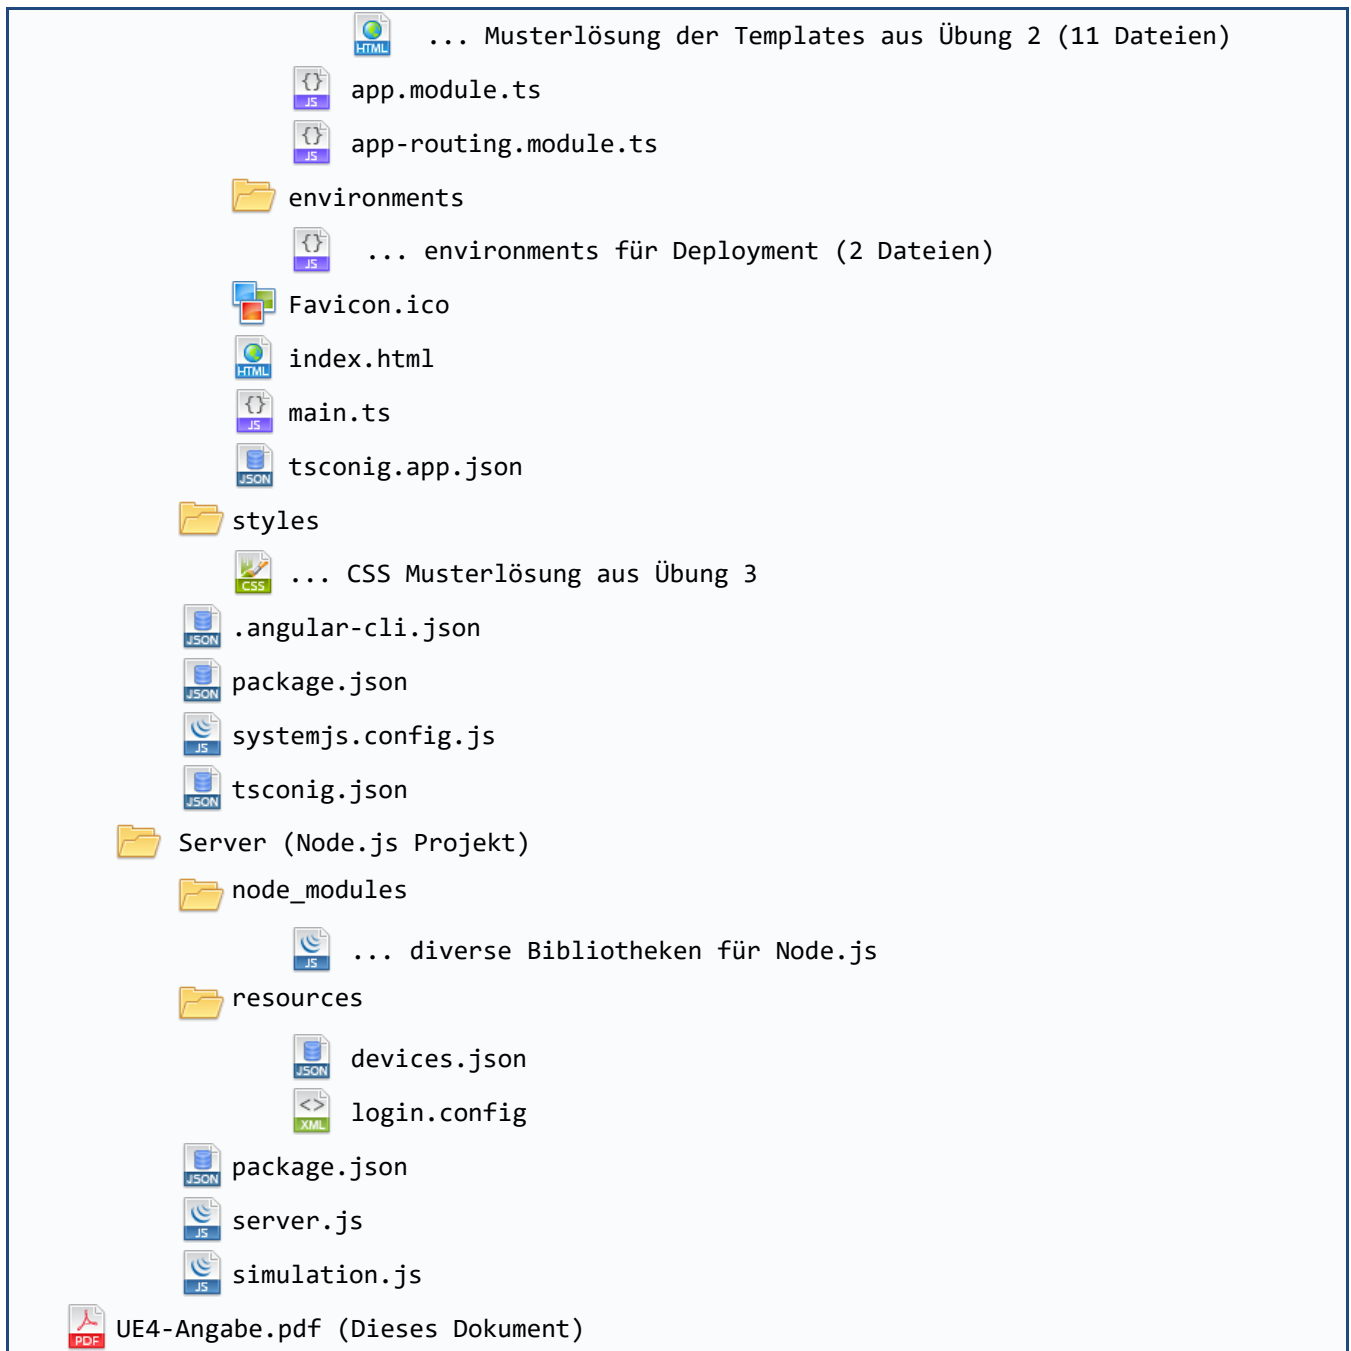 ... Musterlösung der Templates aus Übung 2 (11 Dateien)
app.module.ts
app-routing.module.ts
environments
... environments für Deployment (2 Dateien)
Favicon.ico
index.html
main.ts
tsconig.app.json
styles
... CSS Musterlösung aus Übung 3
.angular-cli.json
package.json
systemjs.config.js
tsconig.json
Server (Node.js Projekt)
node_modules
... diverse Bibliotheken für Node.js
resources
devices.json
login.config
package.json
server.js
simulation.js
UE4-Angabe.pdf (Dieses Dokument)